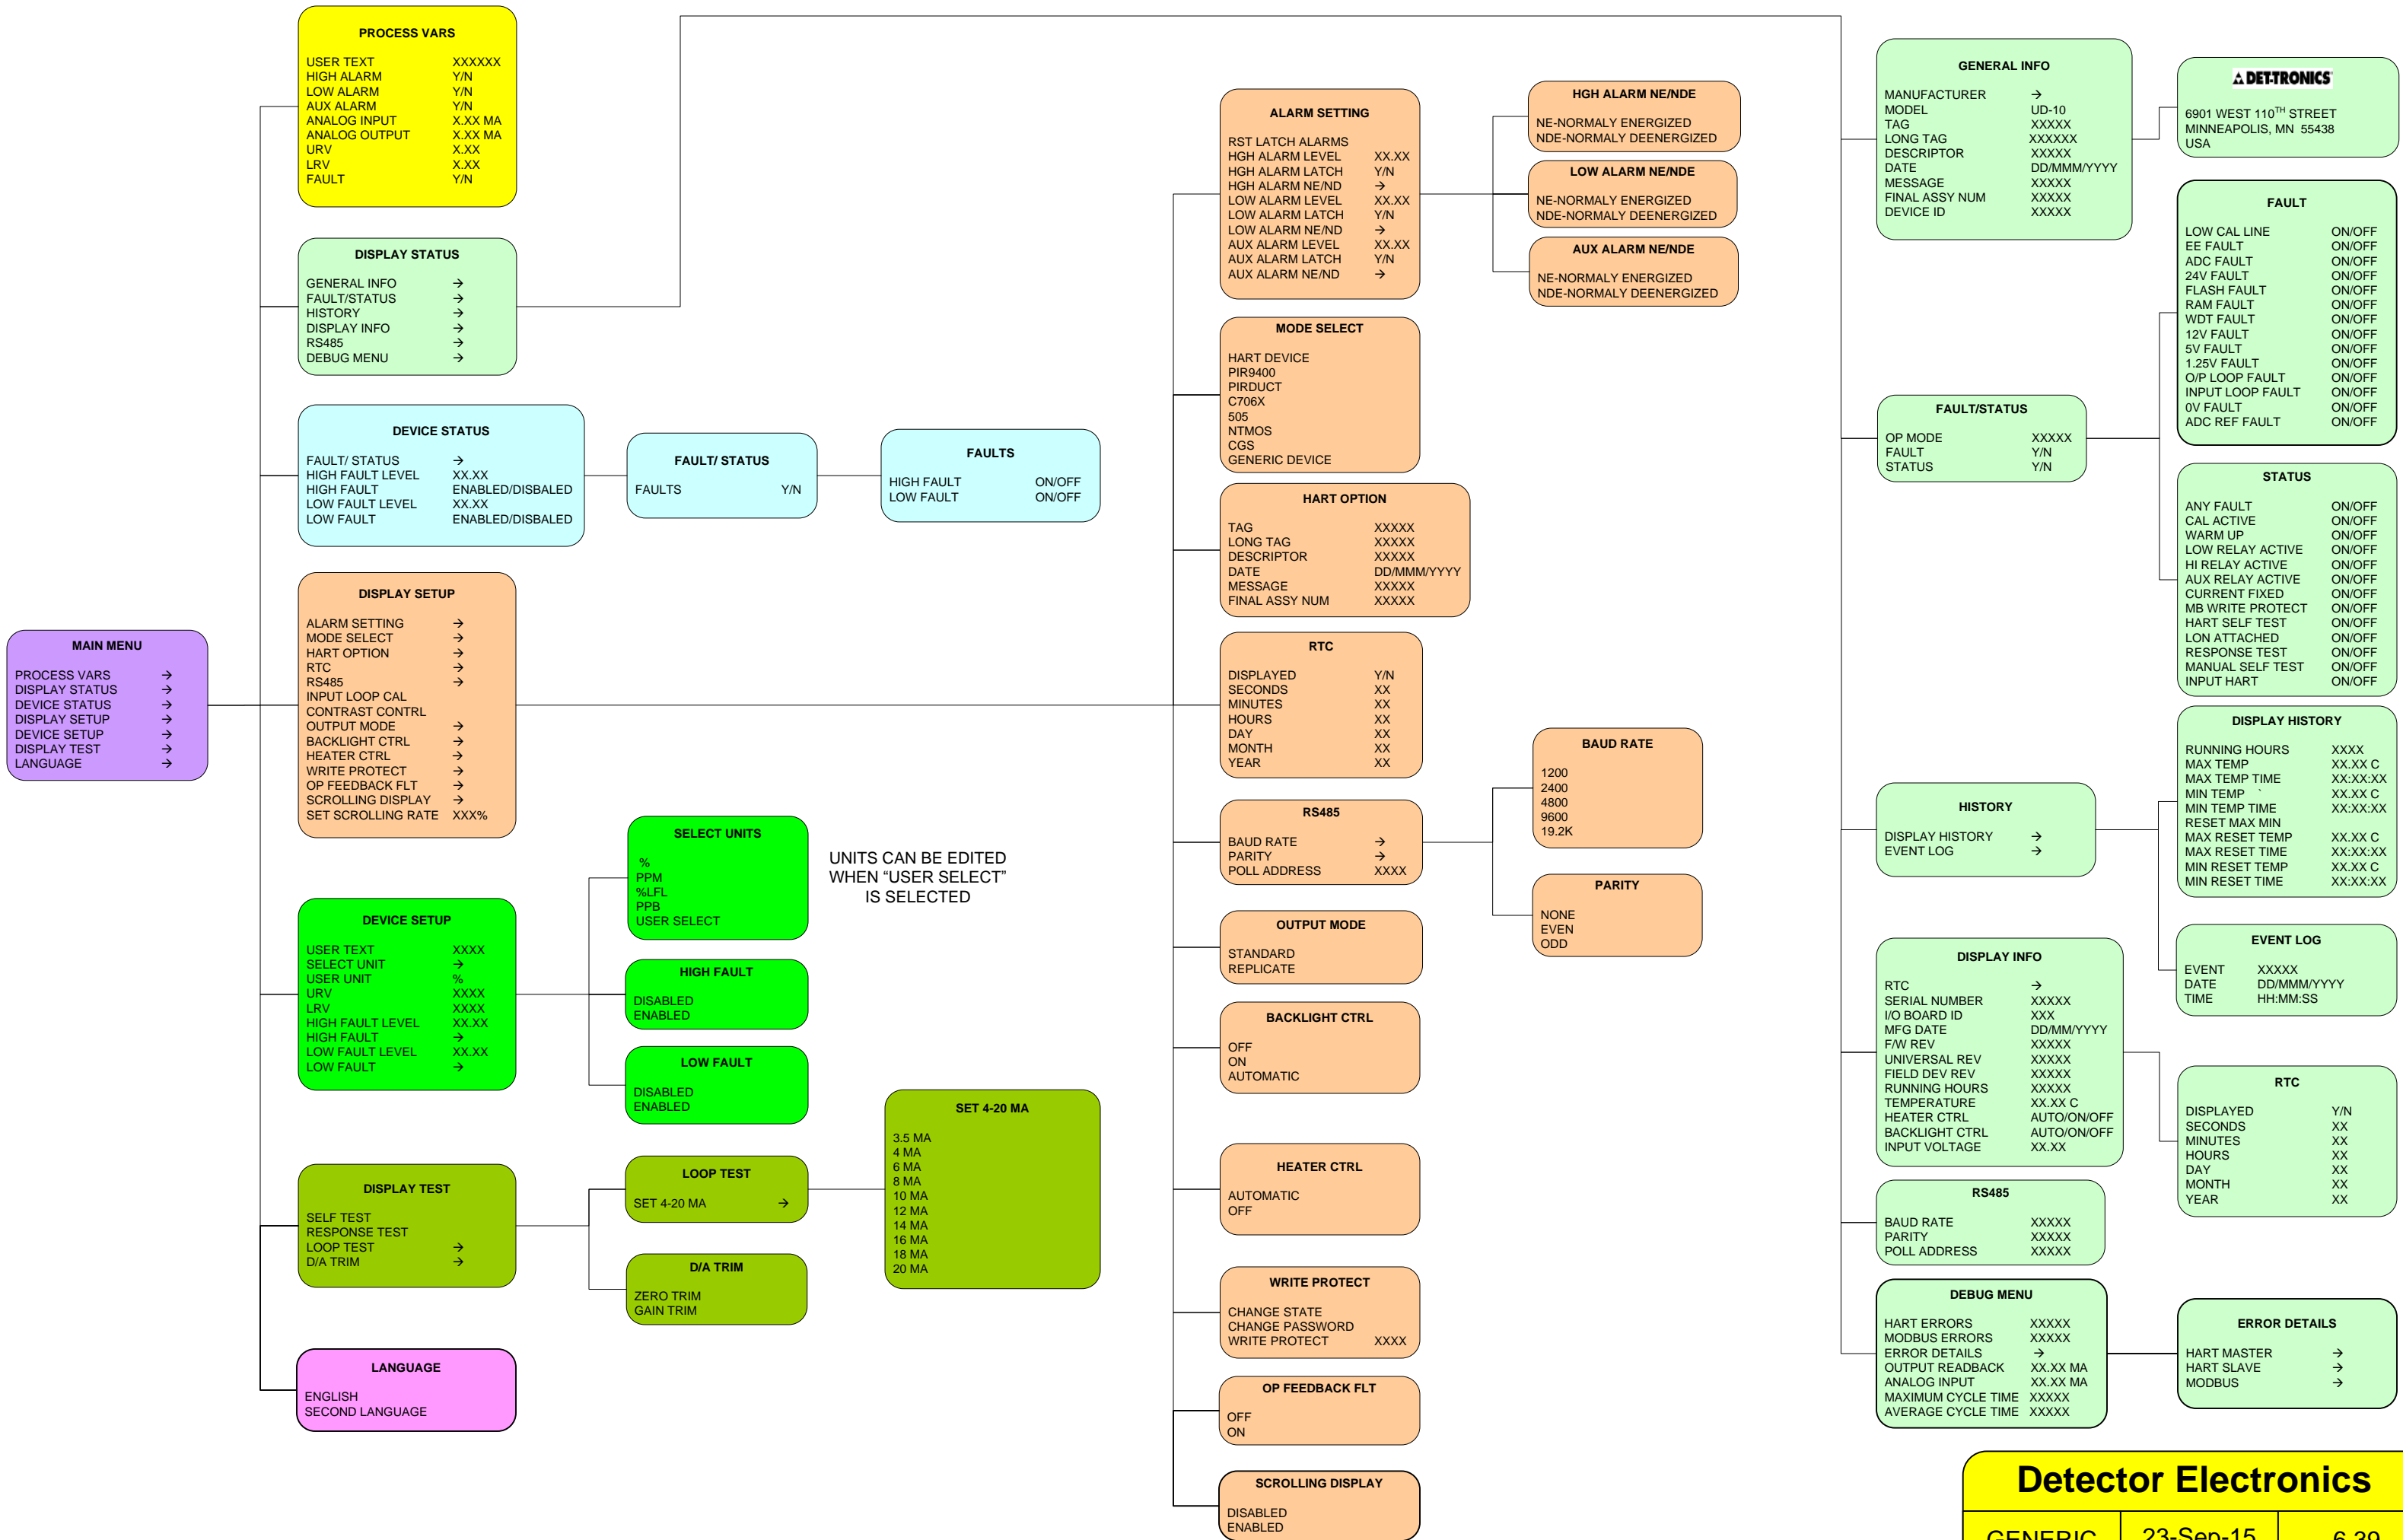 MAIN MENU
PROCESS VARS →
DISPLAY STATUS →
DEVICE STATUS →
DISPLAY SETUP →
DEVICE SETUP →
DISPLAY TEST →
LANGUAGE →
PROCESS VARS
USER TEXT XXXXXX
HIGH ALARM Y/N
LOW ALARM Y/N
AUX ALARM Y/N
ANALOG INPUT X.XX MA
ANALOG OUTPUT X.XX MA
URV X.XX
LRV X.XX
FAULT Y/N
DISPLAY STATUS
GENERAL INFO →
FAULT/STATUS →
HISTORY →
DISPLAY INFO →
RS485 →
DEBUG MENU →
DEVICE STATUS
FAULT/ STATUS →
HIGH FAULT LEVEL XX.XX
HIGH FAULT ENABLED/DISBALED
LOW FAULT LEVEL XX.XX
LOW FAULT ENABLED/DISBALED
FAULT/ STATUS
FAULTS Y/N
FAULTS
HIGH FAULT ON/OFF
LOW FAULT ON/OFF
DISPLAY SETUP
ALARM SETTING →
MODE SELECT →
HART OPTION →
RTC →
RS485 →
INPUT LOOP CAL
CONTRAST CONTRL
OUTPUT MODE →
BACKLIGHT CTRL →
HEATER CTRL →
WRITE PROTECT →
OP FEEDBACK FLT →
SCROLLING DISPLAY →
SET SCROLLING RATE XXX%
DEVICE SETUP
USER TEXT XXXX
SELECT UNIT →
USER UNIT %
URV XXXX
LRV XXXX
HIGH FAULT LEVEL XX.XX
HIGH FAULT →
LOW FAULT LEVEL XX.XX
LOW FAULT →
SELECT UNITS
%
PPM
%LFL
PPB
USER SELECT
UNITS CAN BE EDITED
WHEN “USER SELECT”
IS SELECTED
HIGH FAULT
DISABLED
ENABLED
LOW FAULT
DISABLED
ENABLED
DISPLAY TEST
SELF TEST
RESPONSE TEST
LOOP TEST →
D/A TRIM →
LOOP TEST
SET 4-20 MA →
D/A TRIM
ZERO TRIM
GAIN TRIM
SET 4-20 MA
3.5 MA
4 MA
6 MA
8 MA
10 MA
12 MA
14 MA
16 MA
18 MA
20 MA
LANGUAGE
ENGLISH
SECOND LANGUAGE
ALARM SETTING
RST LATCH ALARMS
HGH ALARM LEVEL XX.XX
HGH ALARM LATCH Y/N
HGH ALARM NE/ND →
LOW ALARM LEVEL XX.XX
LOW ALARM LATCH Y/N
LOW ALARM NE/ND →
AUX ALARM LEVEL XX.XX
AUX ALARM LATCH Y/N
AUX ALARM NE/ND →
HGH ALARM NE/NDE
NE-NORMALY ENERGIZED
NDE-NORMALY DEENERGIZED
LOW ALARM NE/NDE
NE-NORMALY ENERGIZED
NDE-NORMALY DEENERGIZED
AUX ALARM NE/NDE
NE-NORMALY ENERGIZED
NDE-NORMALY DEENERGIZED
MODE SELECT
HART DEVICE
PIR9400
PIRDUCT
C706X
505
NTMOS
CGS
GENERIC DEVICE
HART OPTION
TAG XXXXX
LONG TAG XXXXX
DESCRIPTOR XXXXX
DATE DD/MMM/YYYY
MESSAGE XXXXX
FINAL ASSY NUM XXXXX
RTC
DISPLAYED Y/N
SECONDS XX
MINUTES XX
HOURS XX
DAY XX
MONTH XX
YEAR XX
RS485
BAUD RATE →
PARITY →
POLL ADDRESS XXXX
BAUD RATE
1200
2400
4800
9600
19.2K
PARITY
NONE
EVEN
ODD
OUTPUT MODE
STANDARD
REPLICATE
BACKLIGHT CTRL
OFF
ON
AUTOMATIC
HEATER CTRL
AUTOMATIC
OFF
WRITE PROTECT
CHANGE STATE
CHANGE PASSWORD
WRITE PROTECT XXXX
OP FEEDBACK FLT
OFF
ON
SCROLLING DISPLAY
DISABLED
ENABLED
GENERAL INFO
MANUFACTURER →
MODEL UD-10
TAG XXXXX
LONG TAG XXXXXX
DESCRIPTOR XXXXX
DATE DD/MMM/YYYY
MESSAGE XXXXX
FINAL ASSY NUM XXXXX
DEVICE ID XXXXX
DET-TRONICS
6901 WEST 110TH STREET
MINNEAPOLIS, MN 55438
USA
FAULT/STATUS
OP MODE XXXXX
FAULT Y/N
STATUS Y/N
FAULT
LOW CAL LINE ON/OFF
EE FAULT ON/OFF
ADC FAULT ON/OFF
24V FAULT ON/OFF
FLASH FAULT ON/OFF
RAM FAULT ON/OFF
WDT FAULT ON/OFF
12V FAULT ON/OFF
5V FAULT ON/OFF
1.25V FAULT ON/OFF
O/P LOOP FAULT ON/OFF
INPUT LOOP FAULT ON/OFF
0V FAULT ON/OFF
ADC REF FAULT ON/OFF
STATUS
ANY FAULT ON/OFF
CAL ACTIVE ON/OFF
WARM UP ON/OFF
LOW RELAY ACTIVE ON/OFF
HI RELAY ACTIVE ON/OFF
AUX RELAY ACTIVE ON/OFF
CURRENT FIXED ON/OFF
MB WRITE PROTECT ON/OFF
HART SELF TEST ON/OFF
LON ATTACHED ON/OFF
RESPONSE TEST ON/OFF
MANUAL SELF TEST ON/OFF
INPUT HART ON/OFF
HISTORY
DISPLAY HISTORY →
EVENT LOG →
DISPLAY HISTORY
RUNNING HOURS XXXX
MAX TEMP XX.XX C
MAX TEMP TIME XX:XX:XX
MIN TEMP ` XX.XX C
MIN TEMP TIME XX:XX:XX
RESET MAX MIN
MAX RESET TEMP XX.XX C
MAX RESET TIME XX:XX:XX
MIN RESET TEMP XX.XX C
MIN RESET TIME XX:XX:XX
EVENT LOG
EVENT XXXXX
DATE DD/MMM/YYYY
TIME HH:MM:SS
DISPLAY INFO
RTC →
SERIAL NUMBER XXXXX
I/O BOARD ID XXX
MFG DATE DD/MM/YYYY
F/W REV XXXXX
UNIVERSAL REV XXXXX
FIELD DEV REV XXXXX
RUNNING HOURS XXXXX
TEMPERATURE XX.XX C
HEATER CTRL AUTO/ON/OFF
BACKLIGHT CTRL AUTO/ON/OFF
INPUT VOLTAGE XX.XX
RTC
DISPLAYED Y/N
SECONDS XX
MINUTES XX
HOURS XX
DAY XX
MONTH XX
YEAR XX
RS485
BAUD RATE XXXXX
PARITY XXXXX
POLL ADDRESS XXXXX
DEBUG MENU
HART ERRORS XXXXX
MODBUS ERRORS XXXXX
ERROR DETAILS →
OUTPUT READBACK XX.XX MA
ANALOG INPUT XX.XX MA
MAXIMUM CYCLE TIME XXXXX
AVERAGE CYCLE TIME XXXXX
ERROR DETAILS
HART MASTER →
HART SLAVE →
MODBUS →
Detector Electronics
GENERIC 23-Sep-15 6.39